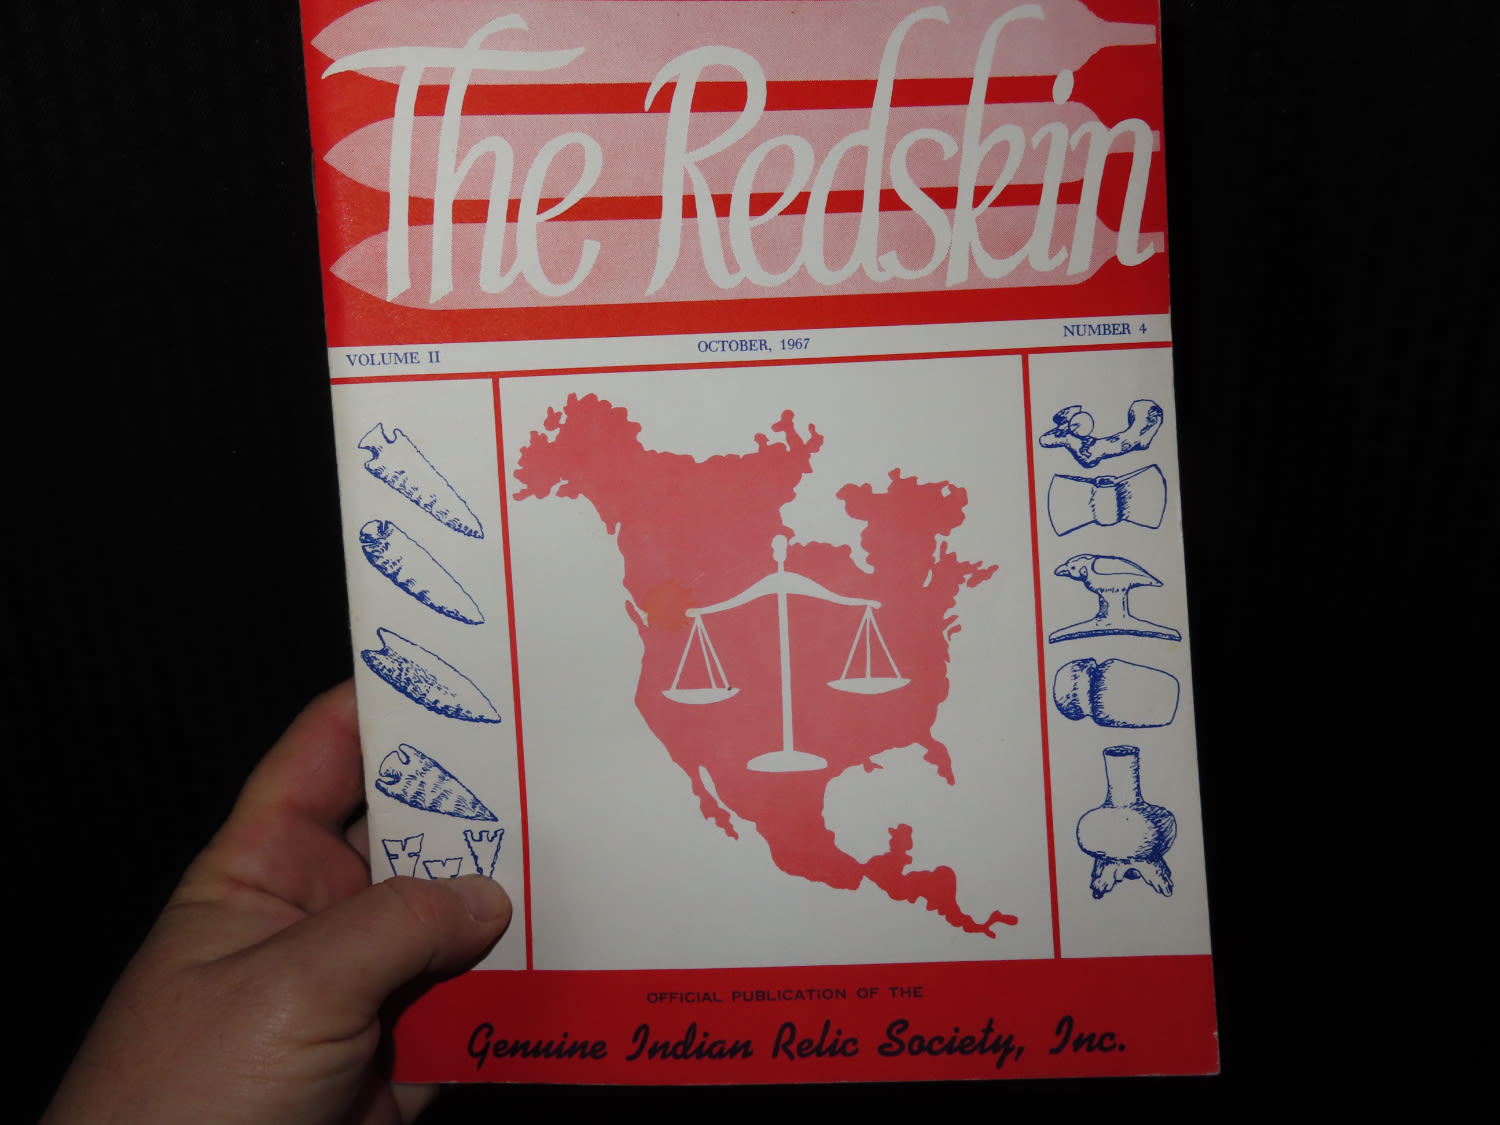 The Redskin
VOLUME II
OCTOBER, 1967
NUMBER 4
OFFICIAL PUBLICATION OF THE
Genuine Indian Relic Society, Inc.